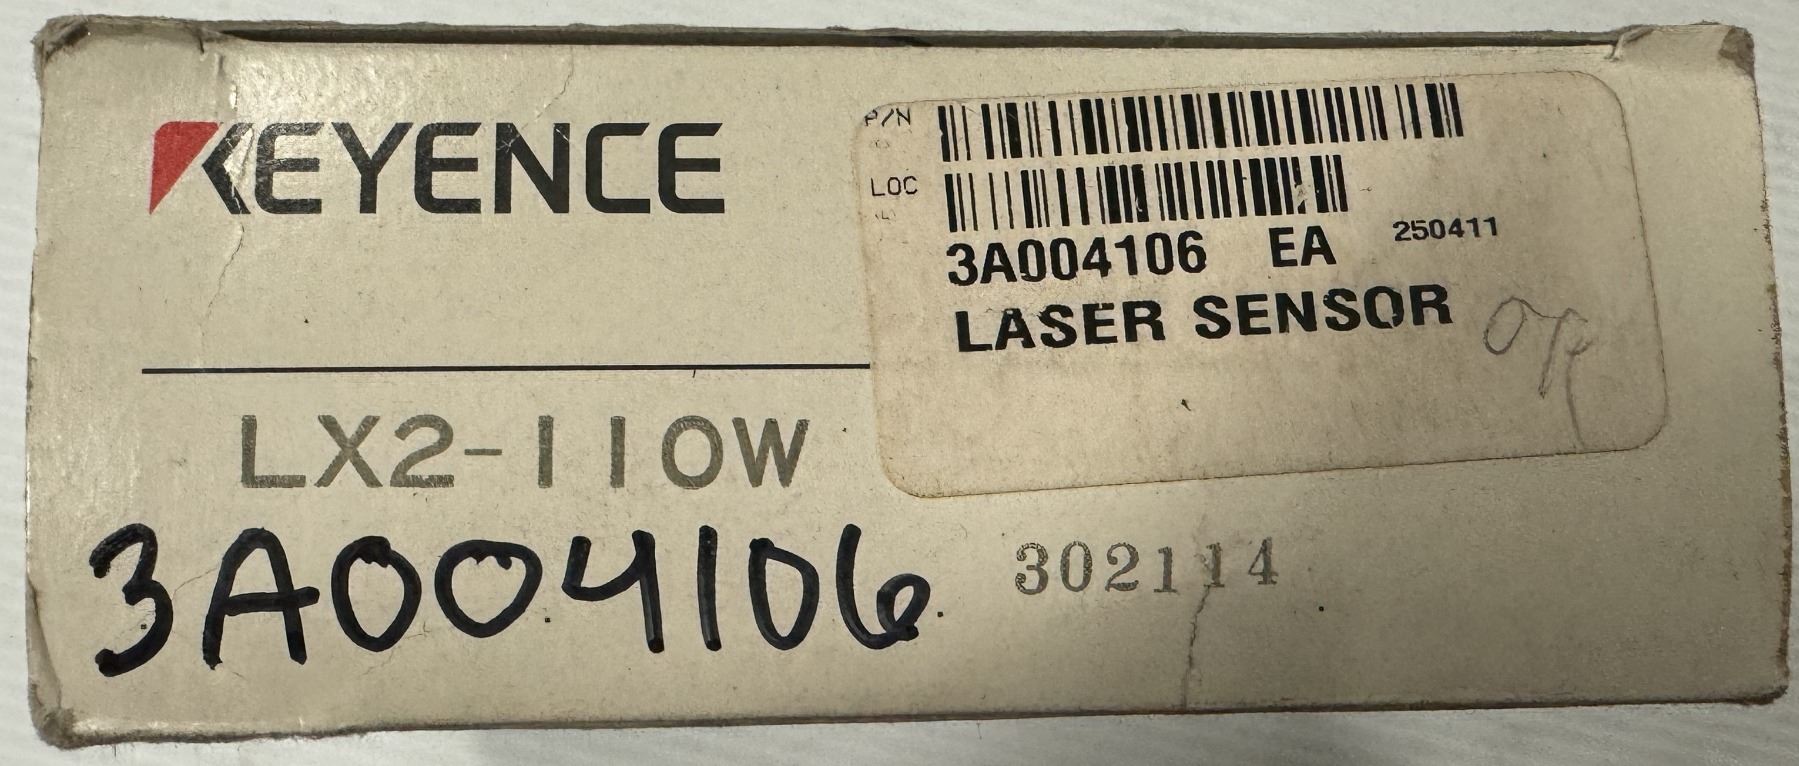 KEYENCE
P/N
LOC
3A004106 EA 250411
LASER SENSOR
LX2-110W
3A004106
302114